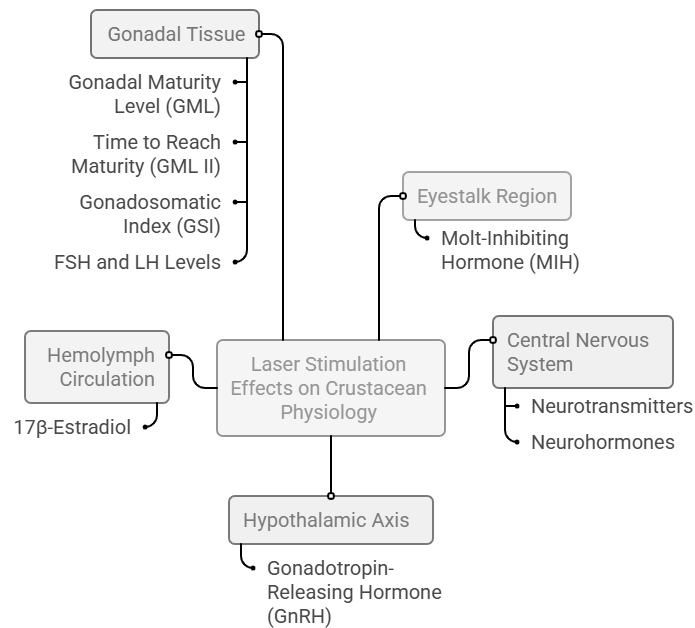 Gonadal Tissue
Gonadal Maturity
Level (GML)
Time to Reach
Maturity (GML II)
Gonadosomatic
Index (GSI)
FSH and LH Levels
Eyestalk Region
Molt-Inhibiting
Hormone (MIH)
Hemolymph
Circulation
17β-Estradiol
Laser Stimulation
Effects on Crustacean
Physiology
Central Nervous
System
Neurotransmitters
Neurohormones
Hypothalamic Axis
Gonadotropin-
Releasing Hormone
(GnRH)